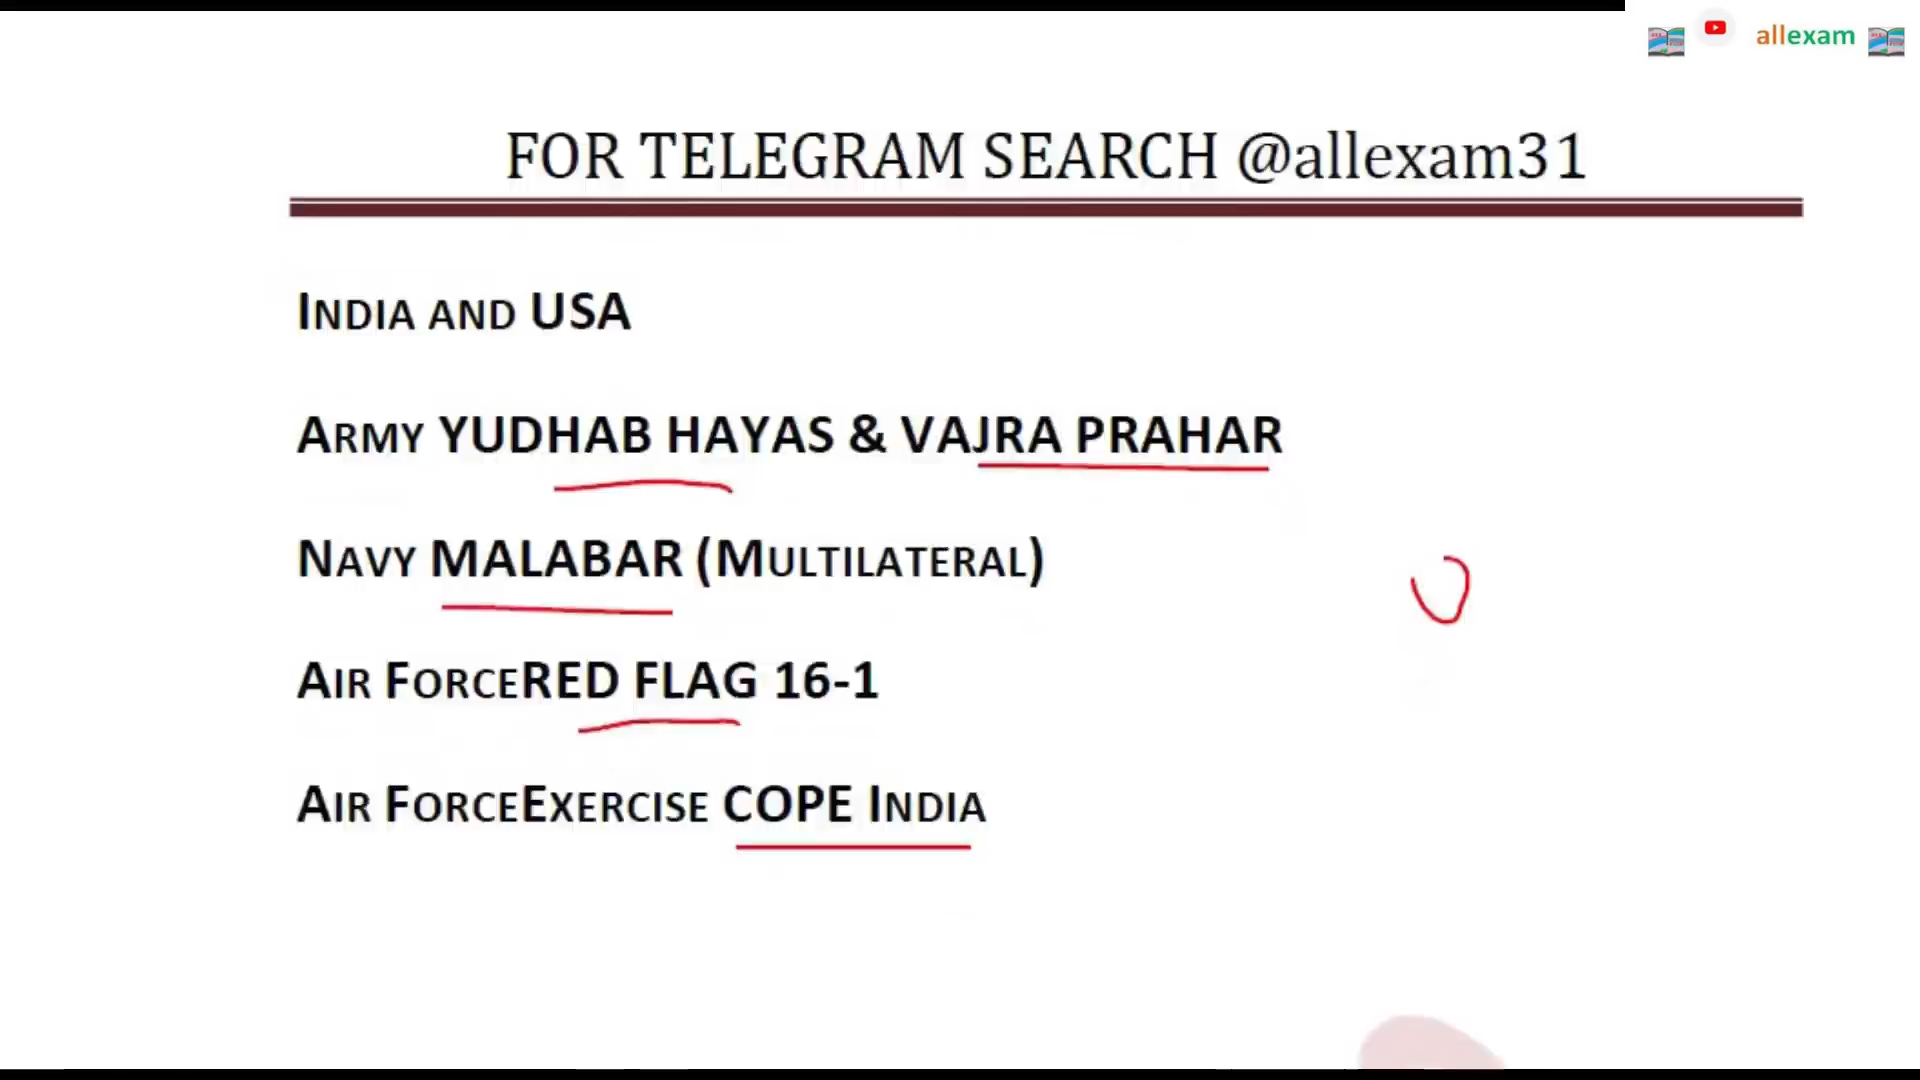 allexam
FOR TELEGRAM SEARCH @allexam31
INDIA AND USA
ARMY YUDHAB HAYAS & VAJRA PRAHAR
NAVY MALABAR (MULTILATERAL)
AIR FORCERED FLAG 16-1
AIR FORCEEXERCISE COPE INDIA